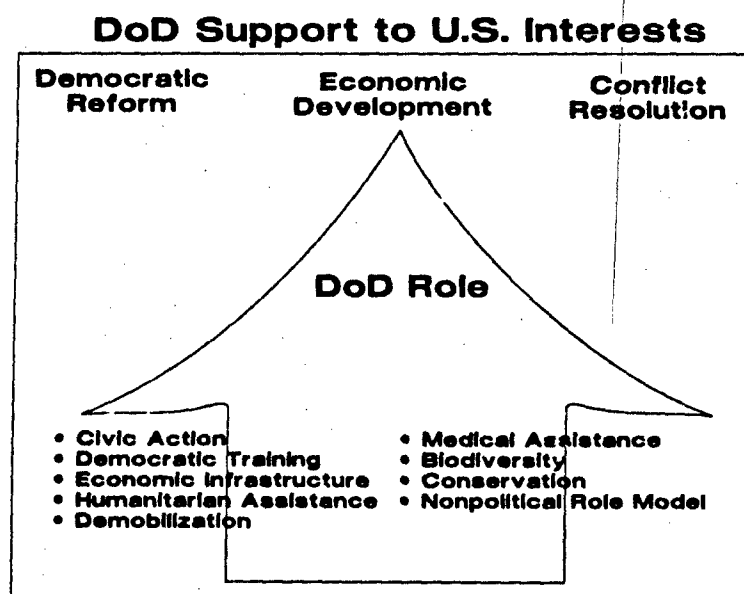 DoD Support to U.S. Interests
Democratic
Reform
Economic
Development
Conflict
Resolution
DoD Role
• Civic Action
• Democratic Training
• Economic Infrastructure
• Humanitarian Assistance
• Demobilization
• Medical Assistance
• Biodiversity
• Conservation
• Nonpolitical Role Model